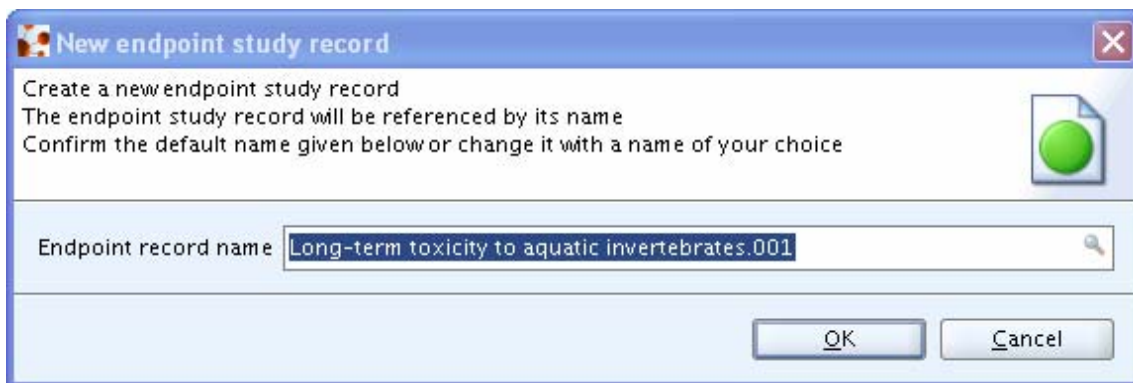 New endpoint study record
Create a new endpoint study record
The endpoint study record will be referenced by its name
Confirm the default name given below or change it with a name of your choice
Endpoint record name Long-term toxicity to aquatic invertebrates.001
OK Cancel